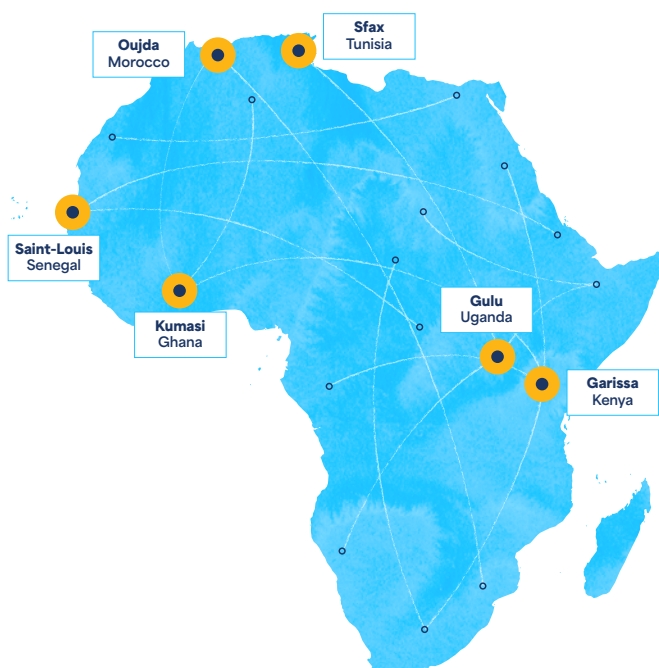 Sfax
Tunisia
Oujda
Morocco
Saint-Louis
Senegal
Kumasi
Ghana
Gulu
Uganda
Garissa
Kenya